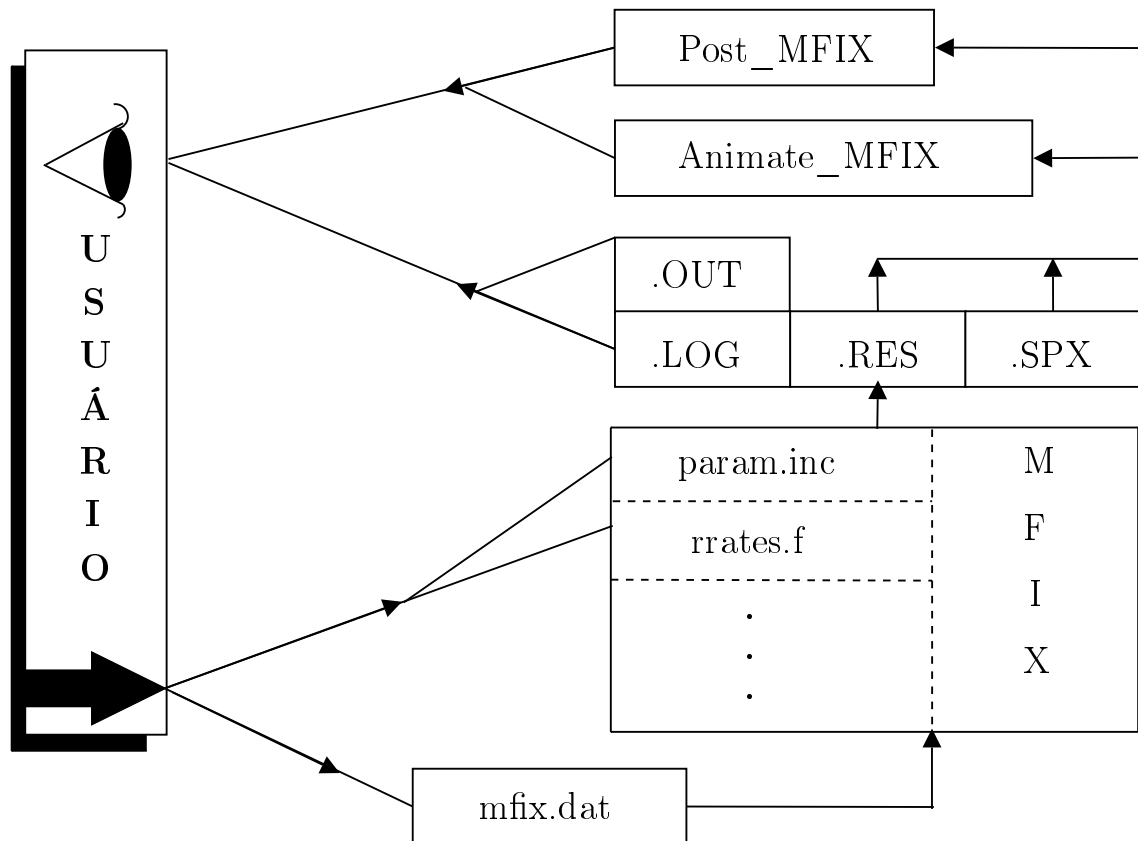 Post_MFIX
Animate_MFIX
U
S
U
Á
R
I
O
.OUT
.LOG
.RES
.SPX
param.inc
rrates.f
.
.
.
M
F
I
X
mfix.dat